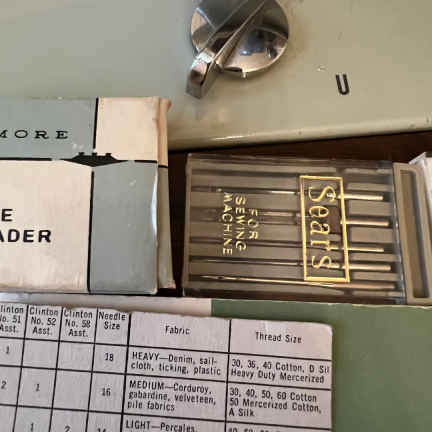 U
MORE
E
ADER
Sears
FOR
SEWING
MACHINE
No. 51
Asst.
Clinton
No. 52
Asst.
Clinton
No. 58
Asst.
Needle
Size
Fabric
Thread Size
1
18
HEAVY—Denim, sail-
cloth, ticking, plastic
30, 36, 40 Cotton, D Sil
Heavy Duty Mercerized
2
1
16
MEDIUM—Corduroy,
gabardine, velveteen,
pile fabrics
30, 40, 50, 60 Cotton
50 Mercerized Cotton,
A Silk
1
2
14
LIGHT—Percales,